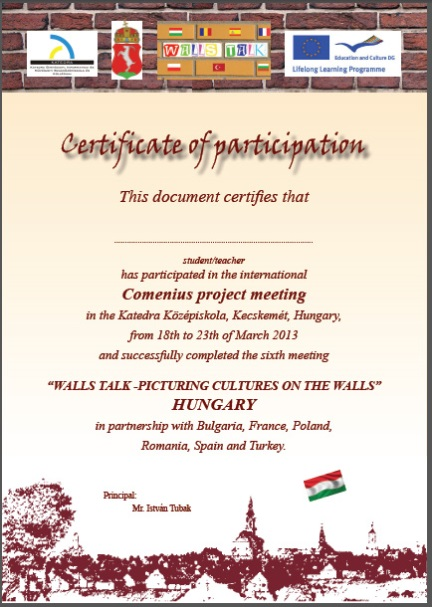 KATEDRA
WALLS TALK
Education and Culture DG
Lifelong Learning Programme
Certificate of participation
This document certifies that
student/teacher
has participated in the international
Comenius project meeting
in the Katedra Középiskola, Kecskemét, Hungary,
from 18th to 23th of March 2013
and successfully completed the sixth meeting
“WALLS TALK -PICTURING CULTURES ON THE WALLS”
HUNGARY
in partnership with Bulgaria, France, Poland,
Romania, Spain and Turkey.
Principal:
Mr. István Tubak